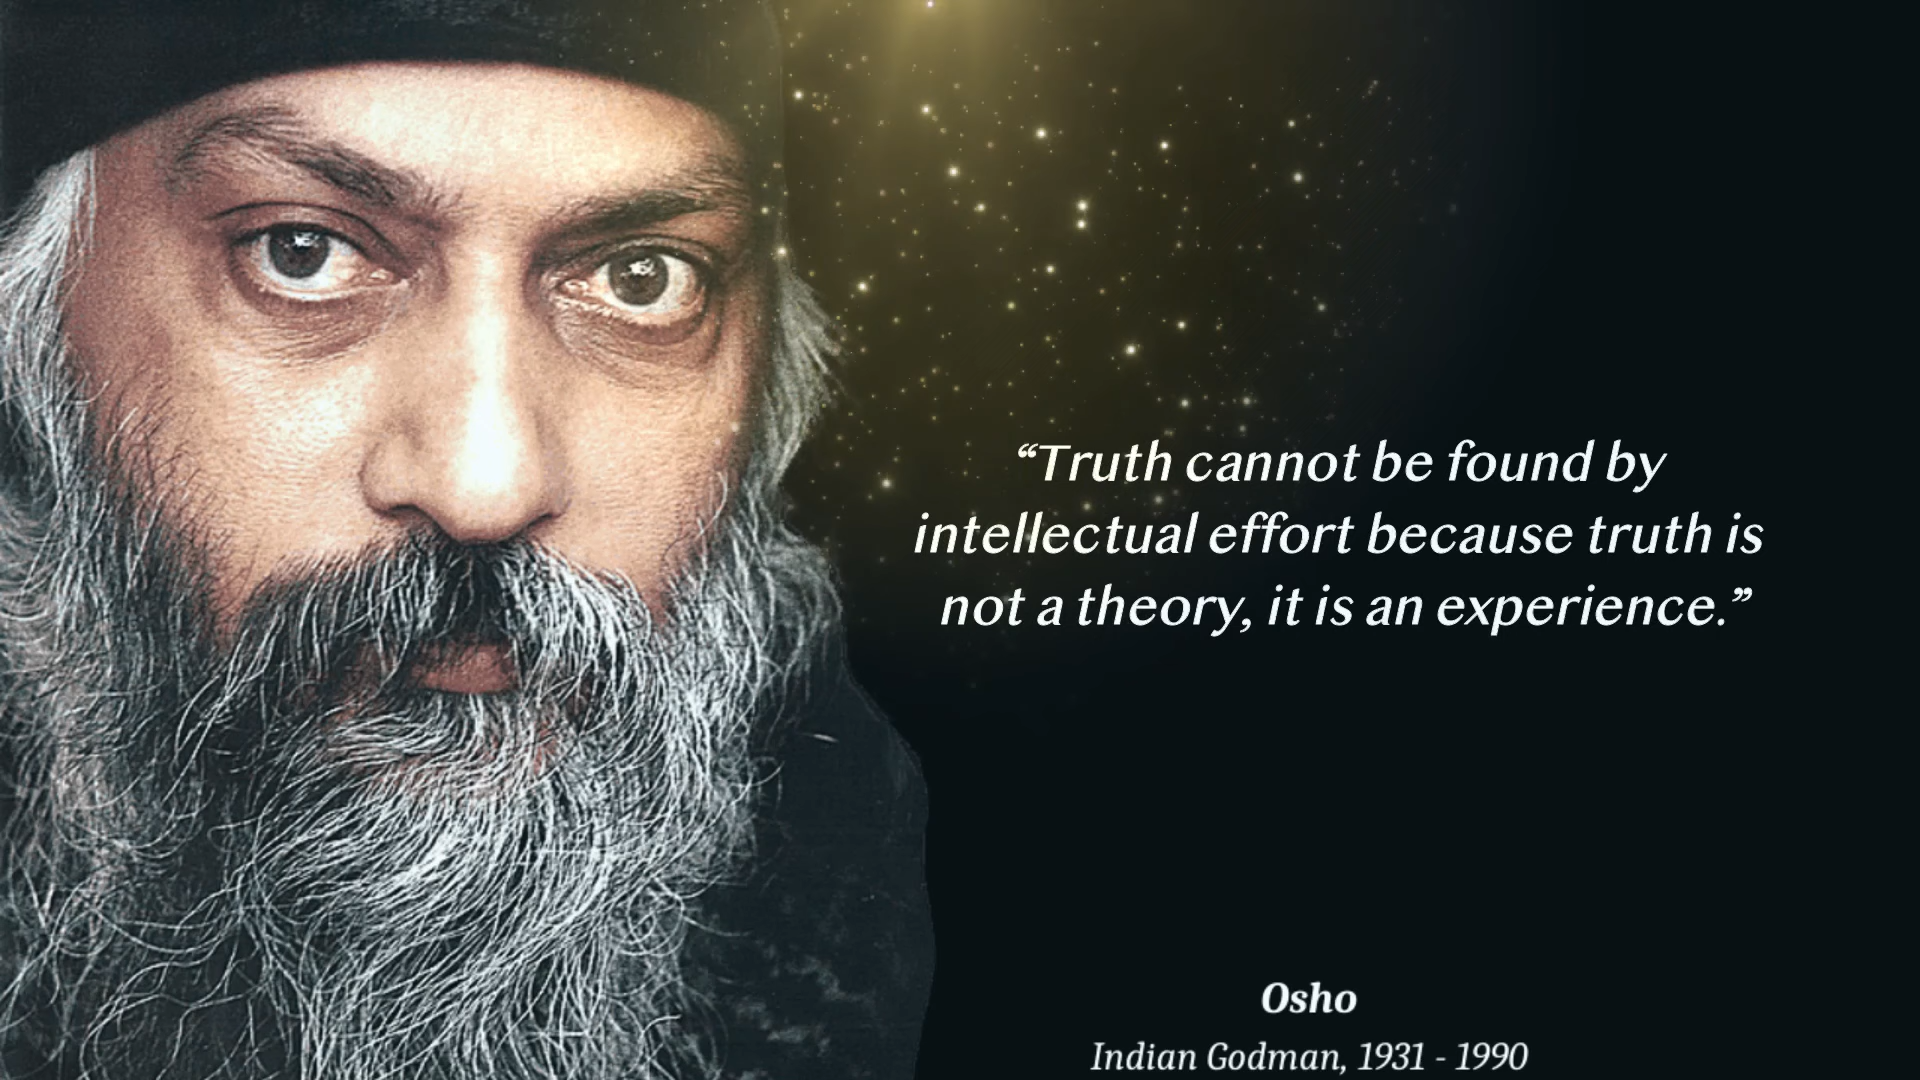 “Truth cannot be found by
intellectual effort because truth is
not a theory, it is an experience.”
Osho
Indian Godman, 1931 - 1990